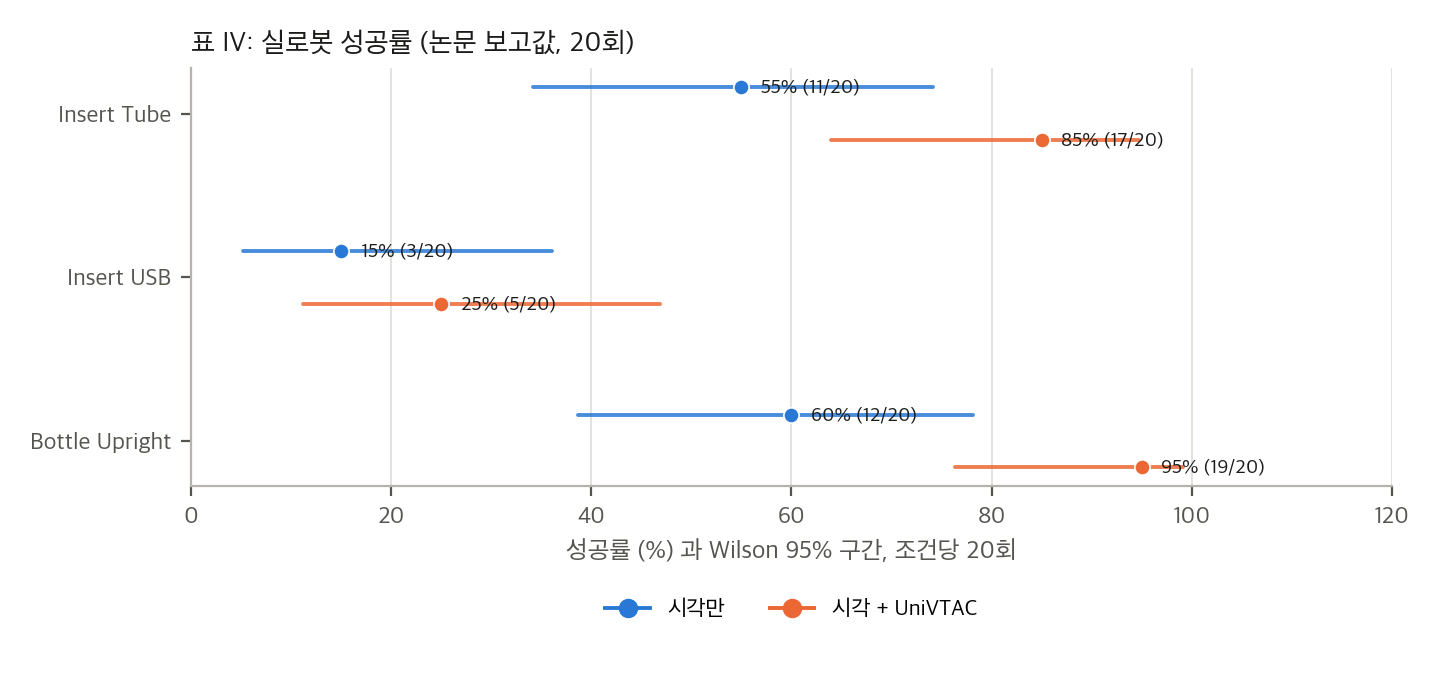 표 IV: 실로봇 성공률 (논문 보고값, 20회)
Insert Tube
55% (11/20)
85% (17/20)
Insert USB
15% (3/20)
25% (5/20)
Bottle Upright
60% (12/20)
95% (19/20)
0 20 40 60 80 100 120
성공률 (%) 과 Wilson 95% 구간, 조건당 20회
시각만 시각 + UniVTAC